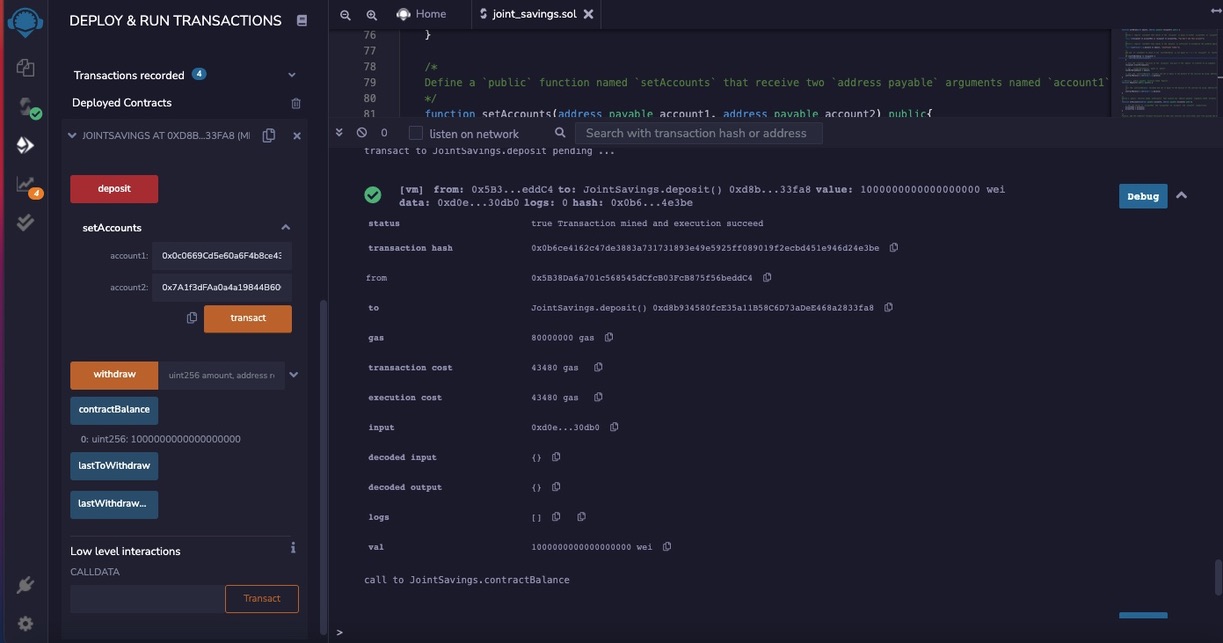 DEPLOY & RUN TRANSACTIONS
Transactions recorded 4
Deployed Contracts
JOINTSAVINGS AT 0XD8B...33FA8 (M
deposit
setAccounts
account1: 0x0c0669Cd5e60a6F4b8ce43
account2: 0x7A1f3dFAa0a4a19844B60
transact
withdraw uint256 amount, address r
contractBalance
0: uint256: 1000000000000000000
lastToWithdraw
lastWithdraw...
Low level interactions i
CALLDATA
Transact
4
Home joint_savings.sol
76 }
77
78 /*
79 Define a `public` function named `setAccounts` that receive two `address payable` arguments named `account1`
80 */
81 function setAccounts(address payable account1, address payable account2) public{
0 listen on network Search with transaction hash or address
transact to JointSavings.deposit pending ...
[vm] from: 0x5B3...eddC4 to: JointSavings.deposit() 0xd8b...33fa8 value: 1000000000000000000 wei
data: 0xd0e...30db0 logs: 0 hash: 0x0b6...4e3be
Debug
status true Transaction mined and execution succeed
transaction hash 0x0b6ce4162c47de3883a731731893e49e5925ff089019f2ecbd451e946d24e3be
from 0x5B38Da6a701c568545dCfcB03FcB875f56beddC4
to JointSavings.deposit() 0xd8b934580fcE35a11B58C6D73aDeE468a2833fa8
gas 80000000 gas
transaction cost 43480 gas
execution cost 43480 gas
input 0xd0e...30db0
decoded input {}
decoded output {}
logs []
val 1000000000000000000 wei
call to JointSavings.contractBalance
>